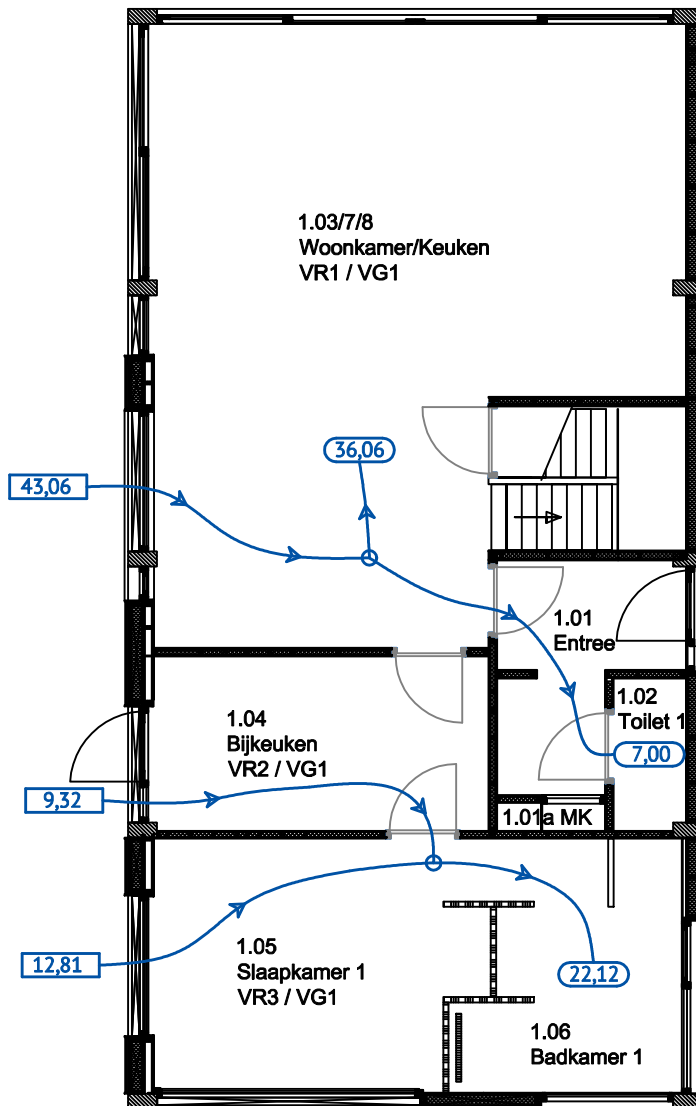 1.03/7/8
Woonkamer/Keuken
VR1 / VG1
36,06
43,06
1.01
Entree
1.02
Toilet 1
7,00
1.04
Bijkeuken
VR2 / VG1
9,32
1.01a MK
1.05
Slaapkamer 1
VR3 / VG1
12,81
22,12
1.06
Badkamer 1